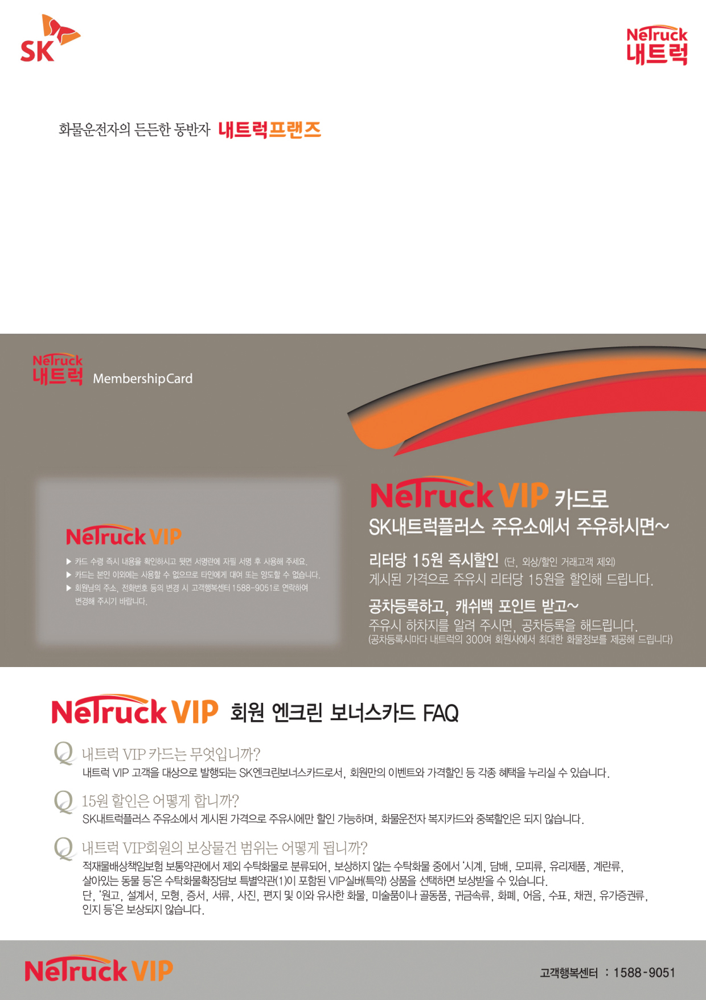 SK
NeTruck
내트럭
화물운전자의 든든한 동반자 내트럭프랜즈
NeTruck
내트럭 MembershipCard
NeTruck VIP
▶ 카드 수령 즉시 내용을 확인하시고 뒷면 서명란에 자필 서명 후 사용해 주세요.
▶ 카드는 본인 이외에는 사용할 수 없으므로 타인에게 대여 또는 양도할 수 없습니다.
▶ 회원님의 주소, 전화번호 등의 변경 시 고객행복센터 1588-9051로 연락하여
변경해 주시기 바랍니다.
NeTruck VIP 카드로
SK내트럭플러스 주유소에서 주유하시면~
리터당 15원 즉시할인 (단, 외상/할인 거래고객 제외)
게시된 가격으로 주유시 리터당 15원을 할인해 드립니다.
공차등록하고, 캐쉬백 포인트 받고~
주유시 하차지를 알려 주시면, 공차등록을 해드립니다.
(공차등록시마다 내트럭의 300여 회원사에서 최대한 화물정보를 제공해 드립니다)
NeTruck VIP 회원 엔크린 보너스카드 FAQ
Q 내트럭 VIP 카드는 무엇입니까?
내트럭 VIP 고객을 대상으로 발행되는 SK엔크린보너스카드로서, 회원만의 이벤트와 가격할인 등 각종 혜택을 누리실 수 있습니다.
Q 15원 할인은 어떻게 합니까?
SK내트럭플러스 주유소에서 게시된 가격으로 주유시에만 할인 가능하며, 화물운전자 복지카드와 중복할인은 되지 않습니다.
Q 내트럭 VIP회원의 보상물건 범위는 어떻게 됩니까?
적재물배상책임보험 보통약관에서 제외 수탁화물로 분류되어, 보상하지 않는 수탁화물 중에서 '시계, 담배, 모피류, 유리제품, 계란류,
살아있는 동물 등'은 수탁화물확장담보 특별약관(1)이 포함된 VIP실버(특약) 상품을 선택하면 보상받을 수 있습니다.
단, '원고, 설계서, 모형, 증서, 서류, 사진, 편지 및 이와 유사한 화물, 미술품이나 골동품, 귀금속류, 화폐, 어음, 수표, 채권, 유가증권류,
인지 등'은 보상되지 않습니다.
NeTruck VIP
고객행복센터 : 1588-9051